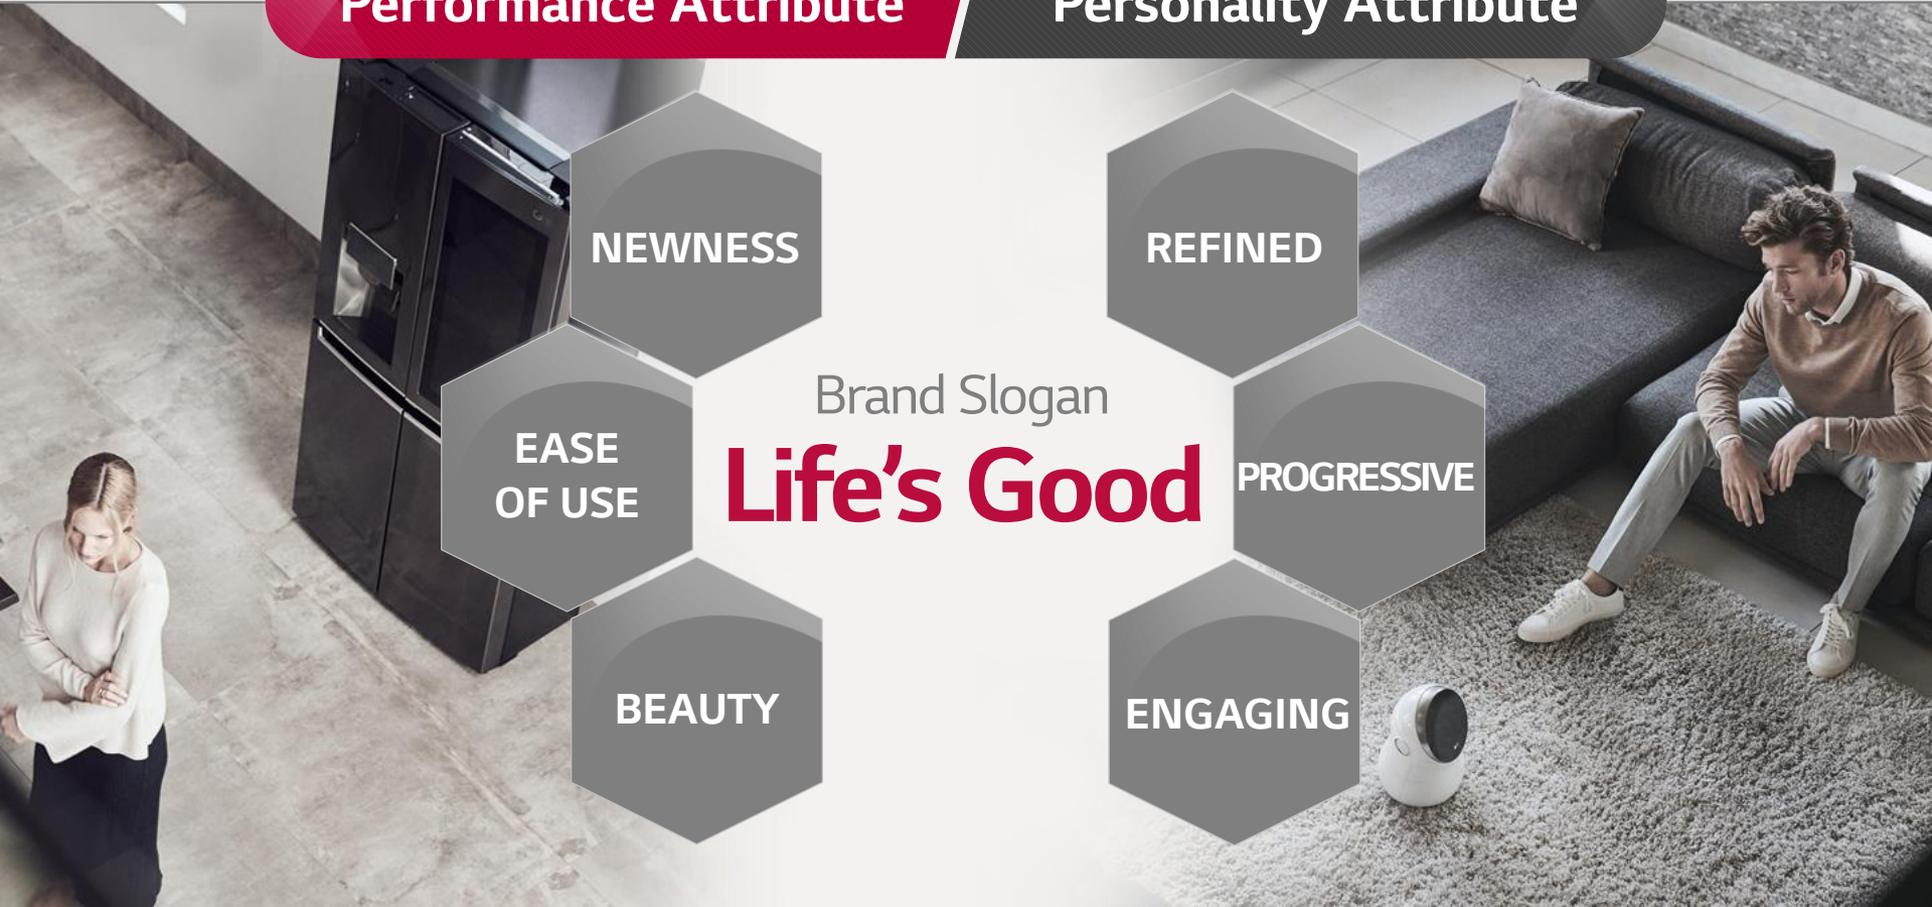 Performance Attribute
Personality Attribute
NEWNESS
REFINED
Brand Slogan
Life's Good
EASE
OF USE
PROGRESSIVE
BEAUTY
ENGAGING